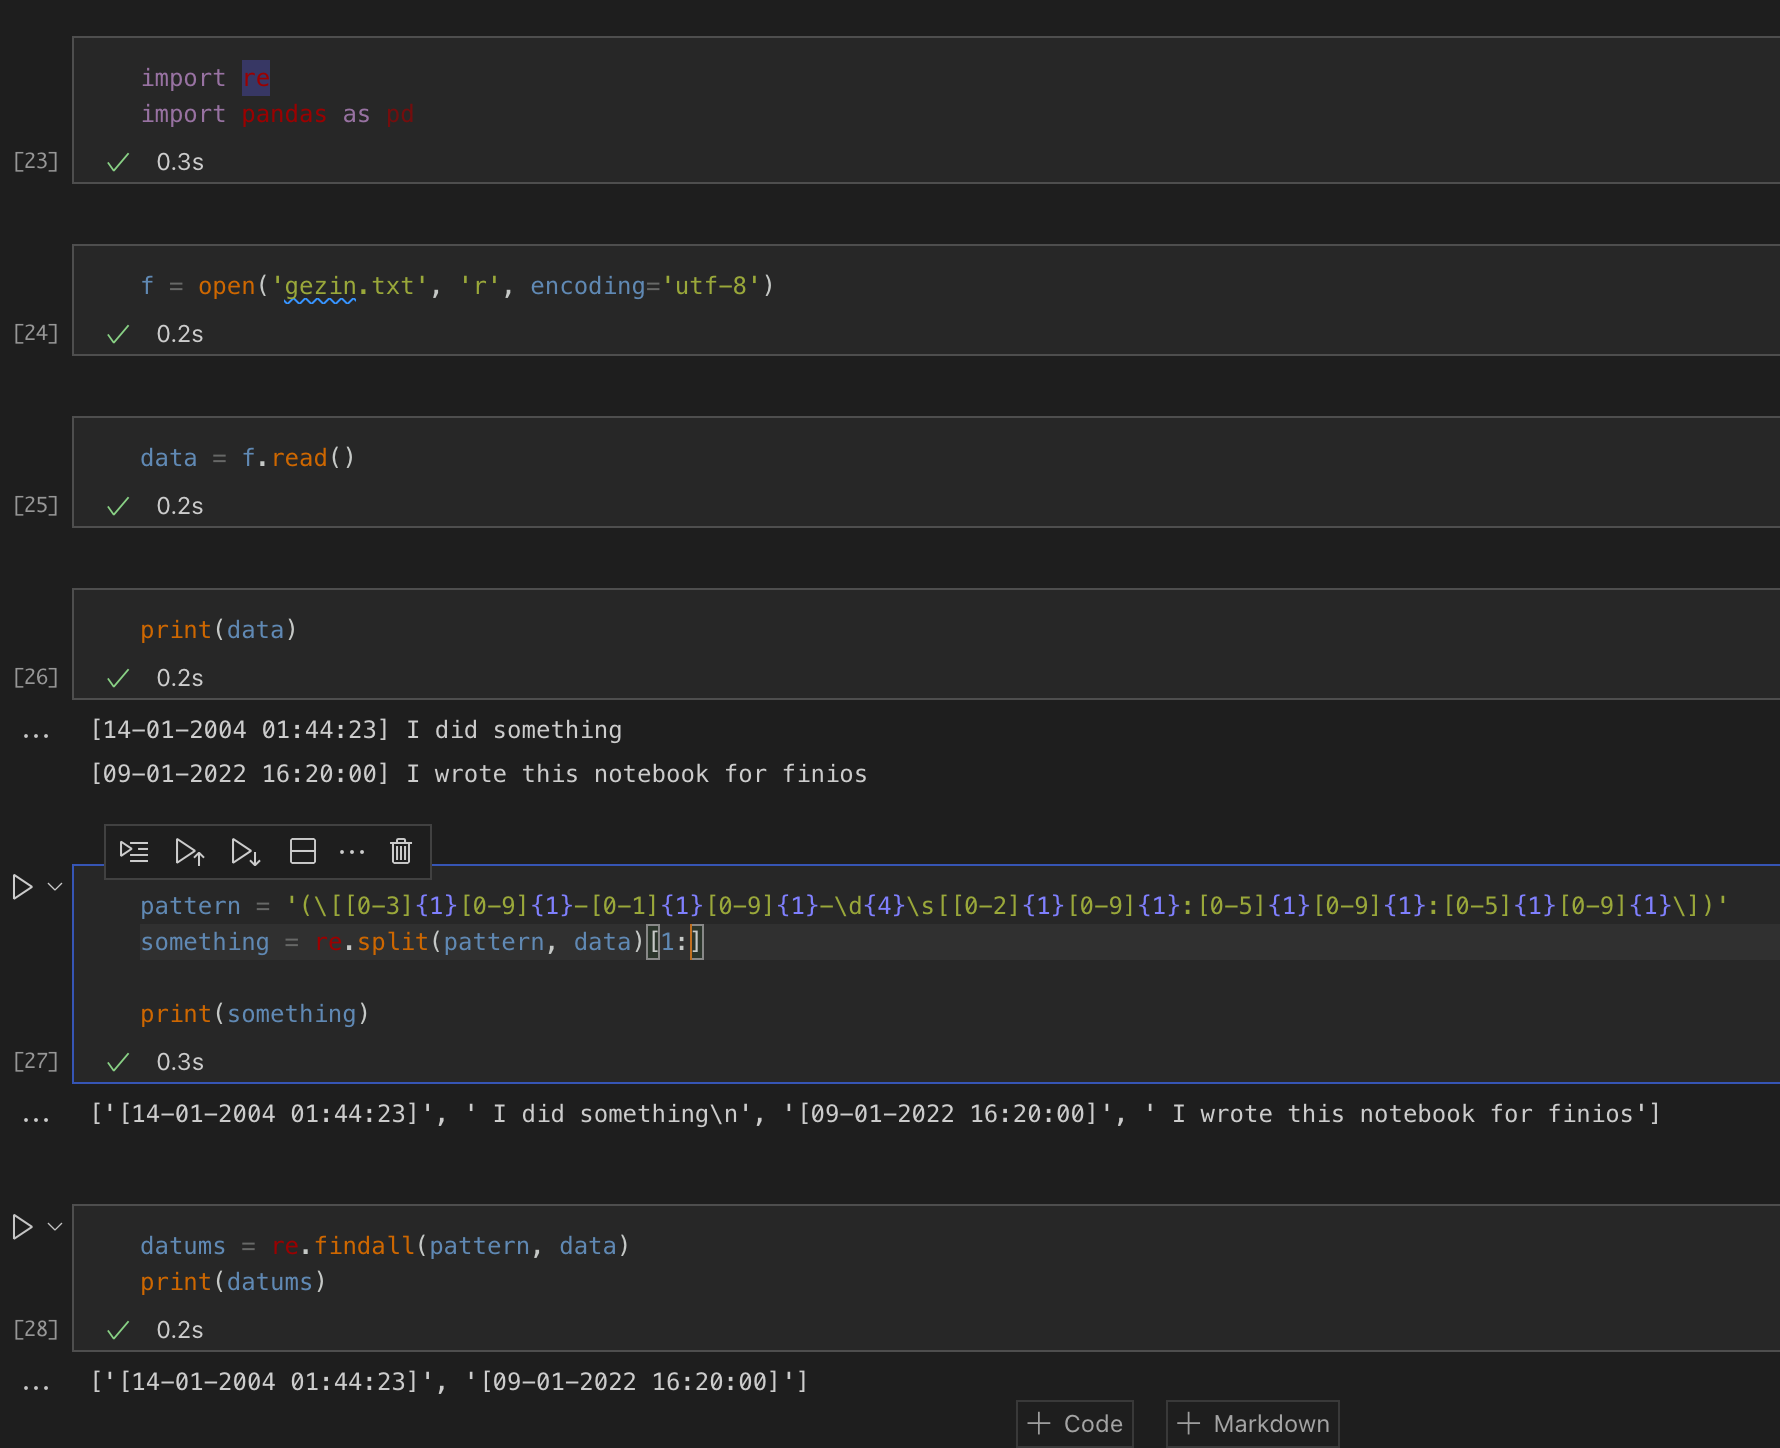 import re
import pandas as pd
[23] 0.3s
f = open('gezin.txt', 'r', encoding='utf-8')
[24] 0.2s
data = f.read()
[25] 0.2s
print(data)
[26] 0.2s
... [14-01-2004 01:44:23] I did something
[09-01-2022 16:20:00] I wrote this notebook for finios
pattern = '(\[[0-3]{1}[0-9]{1}-[0-1]{1}[0-9]{1}-\d{4}\s[[0-2]{1}[0-9]{1}:[0-5]{1}[0-9]{1}:[0-5]{1}[0-9]{1}\])'
something = re.split(pattern, data)[1:]
print(something)
[27] 0.3s
... ['[14-01-2004 01:44:23]', ' I did something\n', '[09-01-2022 16:20:00]', ' I wrote this notebook for finios']
datums = re.findall(pattern, data)
print(datums)
[28] 0.2s
... ['[14-01-2004 01:44:23]', '[09-01-2022 16:20:00]']
+ Code + Markdown